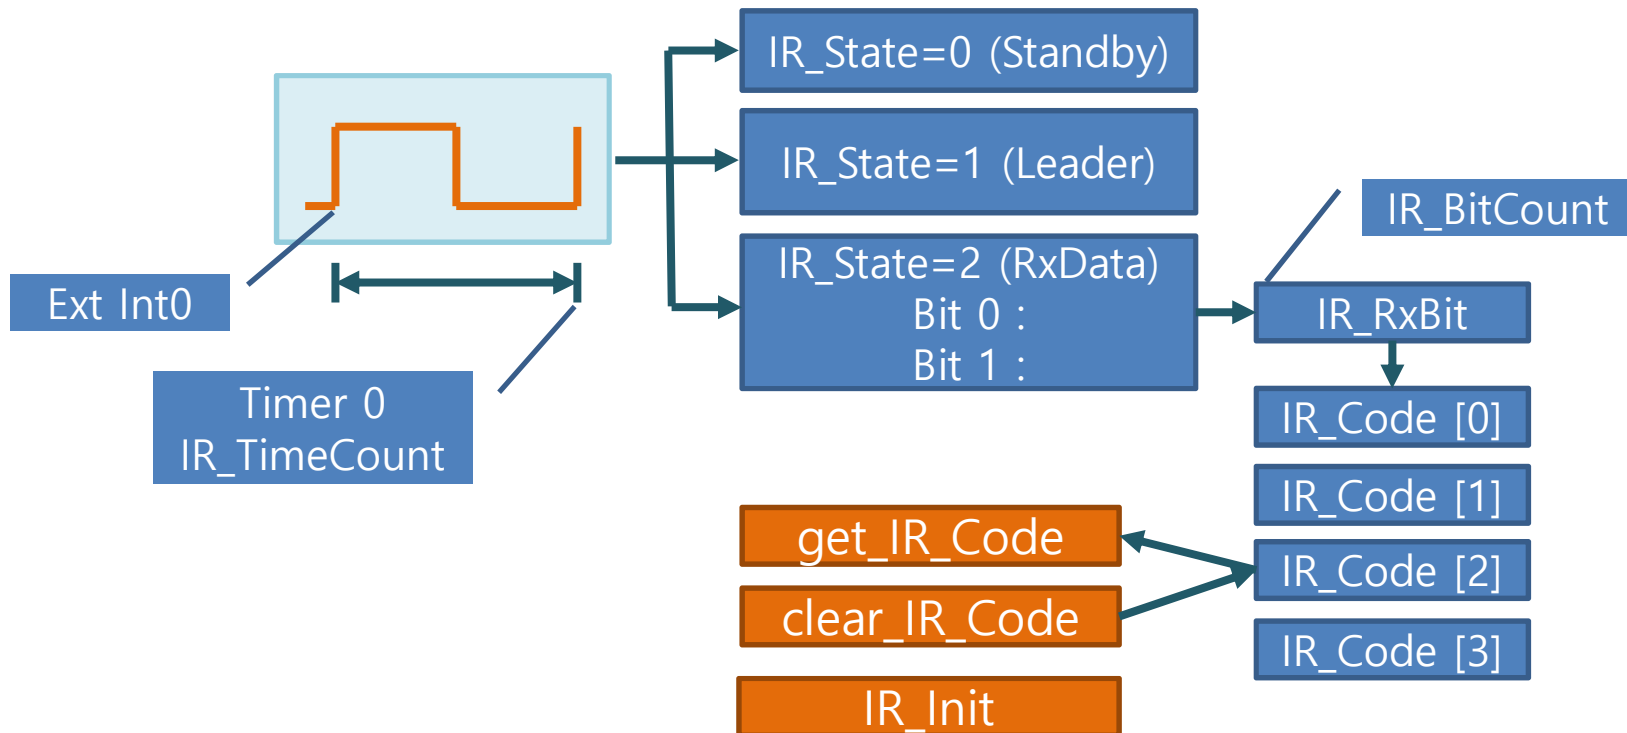 IR_State=0 (Standby)
IR_State=1 (Leader)
IR_State=2 (RxData)
Bit 0 :
Bit 1 :
Ext Int0
Timer 0
IR_TimeCount
IR_BitCount
IR_RxBit
IR_Code [0]
IR_Code [1]
IR_Code [2]
IR_Code [3]
get_IR_Code
clear_IR_Code
IR_Init